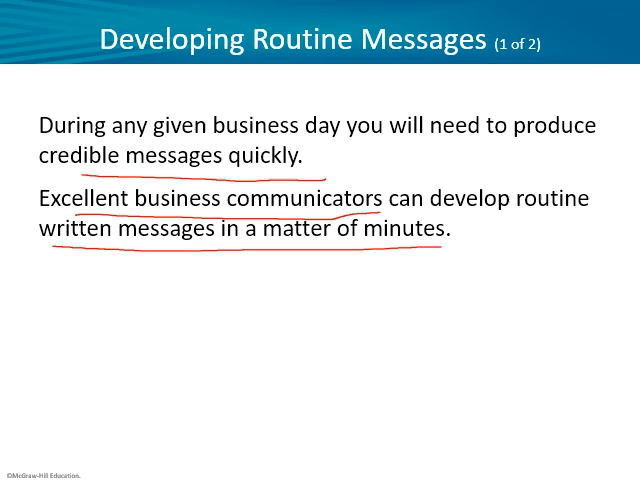 Developing Routine Messages (1 of 2)
During any given business day you will need to produce
credible messages quickly.
Excellent business communicators can develop routine
written messages in a matter of minutes.
©McGraw-Hill Education.